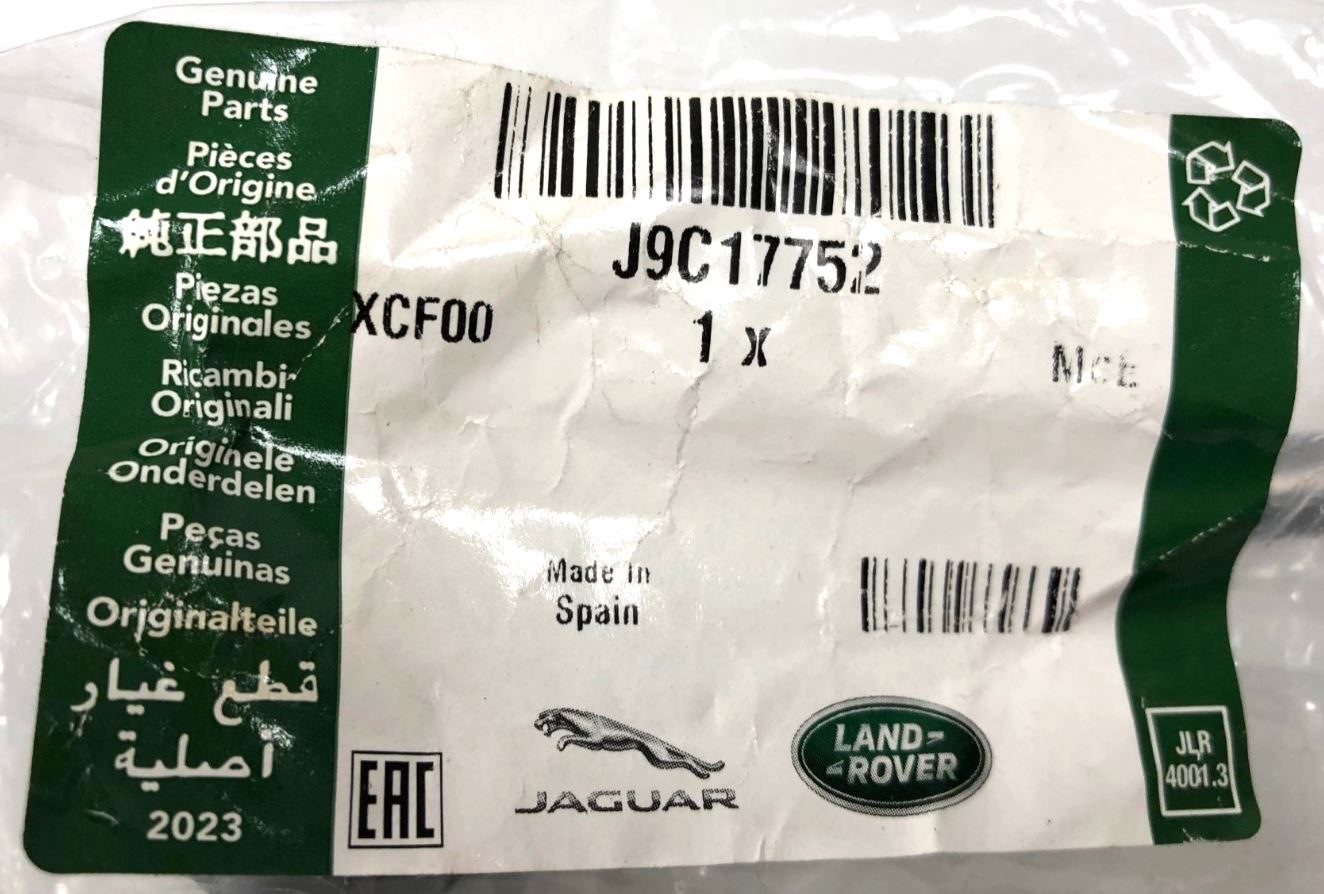 Genuine
Parts
Pièces
d'Origine
純正部品
Piezas
Originales
Ricambi
Originali
Originele
Onderdelen
Peças
Genuinas
Originalteile
قطع غيار
اصلية
2023
J9C17752
XCF00
1 x
Made In
Spain
EAC
JAGUAR
LAND-
-ROVER
JLR
4001.3